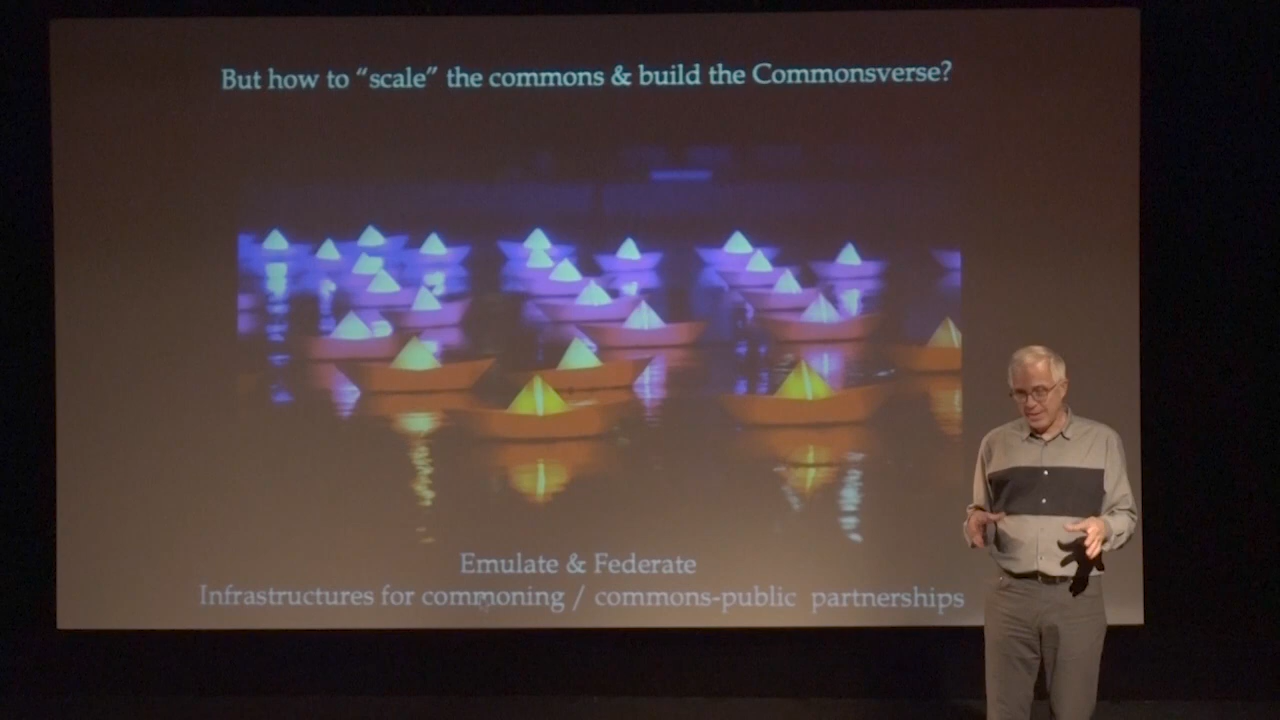 But how to “scale” the commons & build the Commonsverse?
Emulate & Federate
Infrastructures for commoning / commons-public partnerships